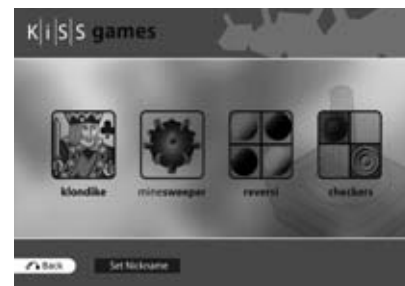 K|i|S|S games
klondike minesweeper reversi checkers
Back Set Nickname